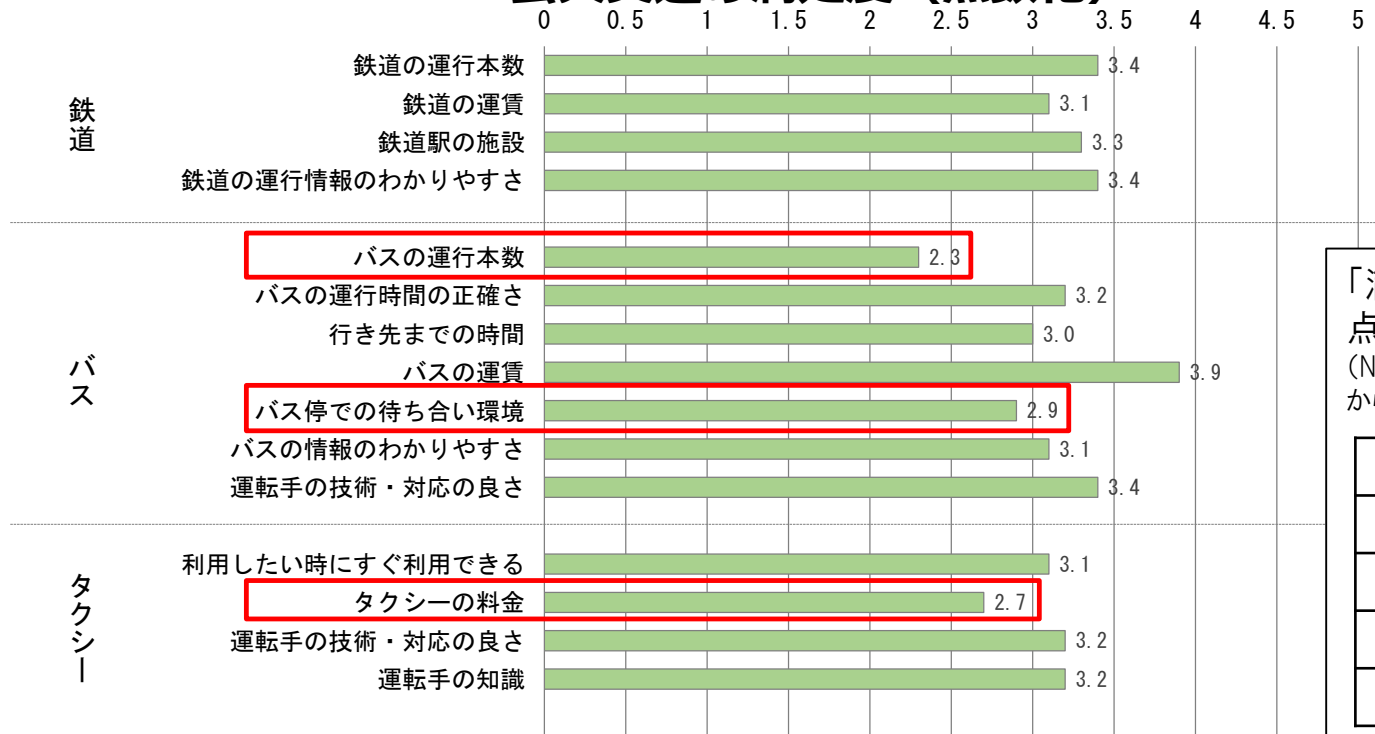 0 0.5 1 1.5 2 2.5 3 3.5 4 4.5 5
鉄道
鉄道の運行本数 3.4
鉄道の運賃 3.1
鉄道駅の施設 3.3
鉄道の運行情報のわかりやすさ 3.4
バス
バスの運行本数 2.3
バスの運行時間の正確さ 3.2
行き先までの時間 3.0
バスの運賃 3.9
バス停での待ち合い環境 2.9
バスの情報のわかりやすさ 3.1
運転手の技術・対応の良さ 3.4
タクシー
利用したい時にすぐ利用できる 3.1
タクシーの料金 2.7
運転手の技術・対応の良さ 3.2
運転手の知識 3.2
「
点
(N
か